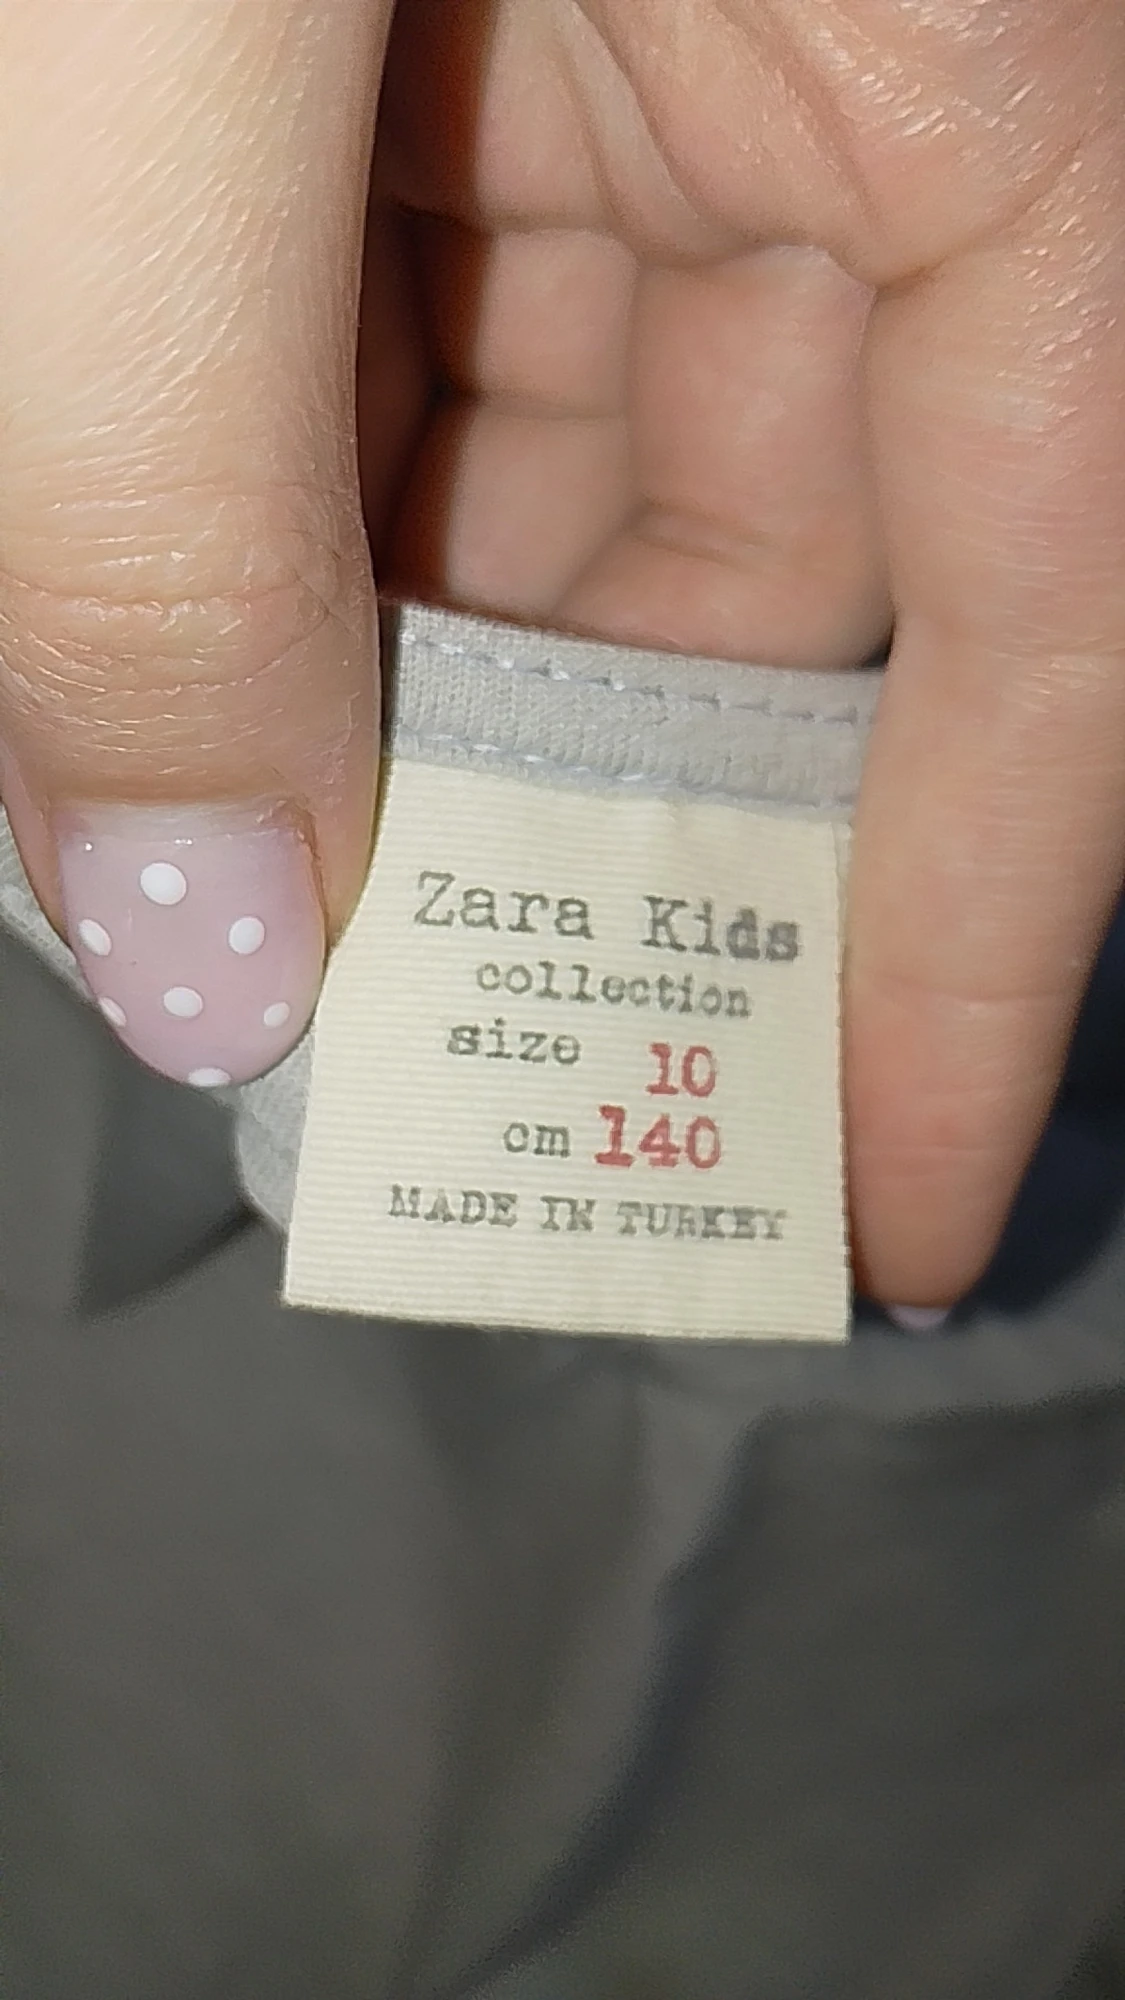 Zara Kids
collection
size 10
cm 140
MADE IN TURKEY